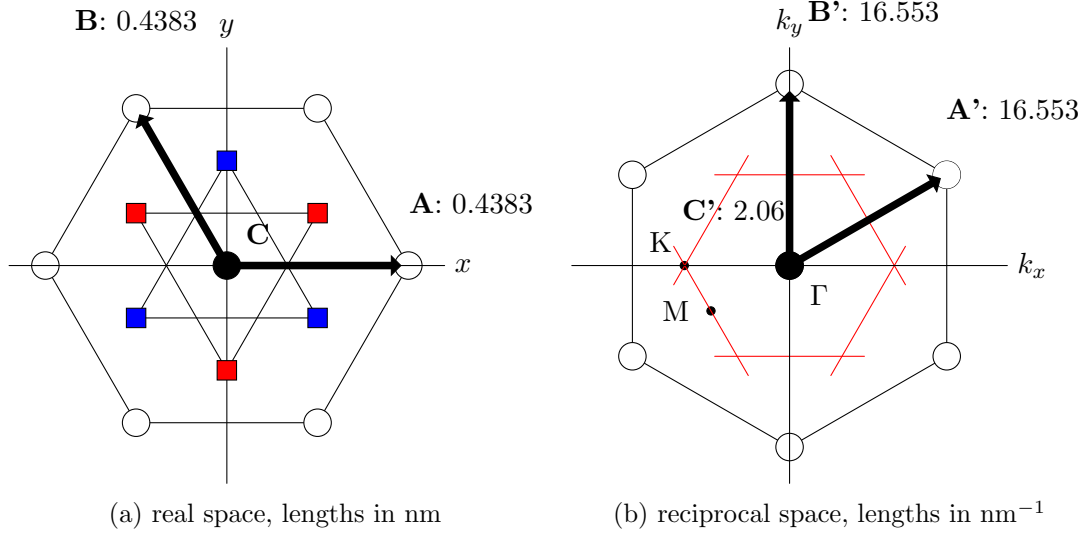 B: 0.4383
y
A: 0.4383
C
x
(a) real space, lengths in nm
B’: 16.553
k_y
A’: 16.553
C’: 2.06
K
k_x
Γ
M
(b) reciprocal space, lengths in nm⁻¹